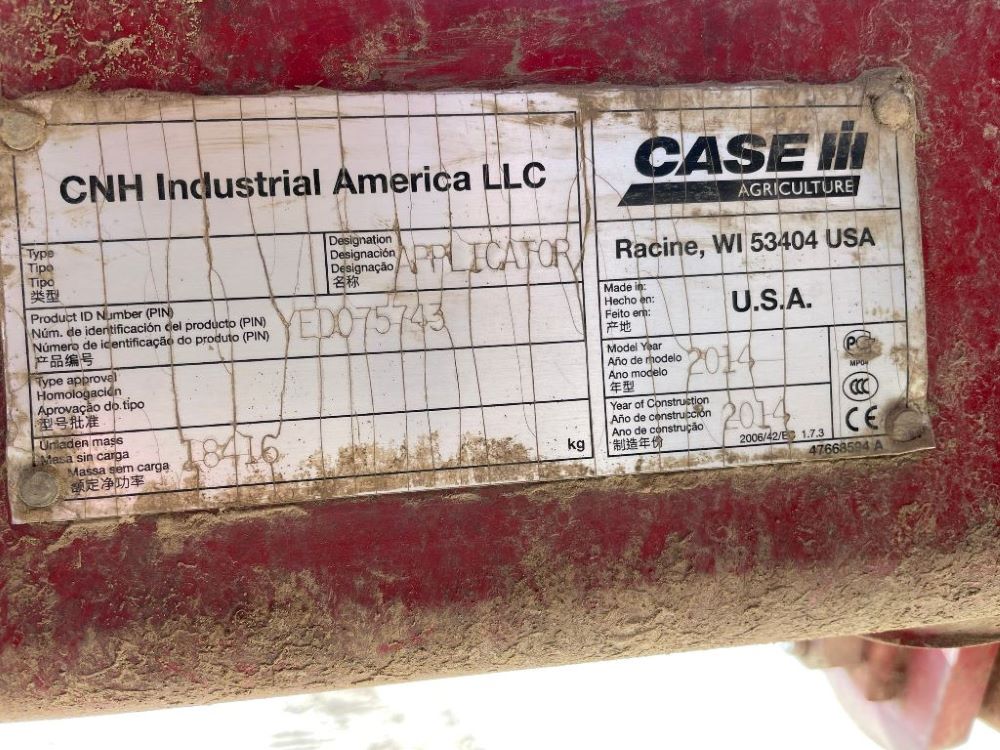 CNH Industrial America LLC
Type
Tipo
Tipo
类型
Designation
Designación
Designação
名称
APPLICATOR
Product ID Number (PIN)
Núm. de identificación del producto (PIN)
Número de identificação do produto (PIN)
产品编号
YED075743
Type approval
Homologación
Aprovação do tipo
型号批准
Unladen mass
Masa sin carga
Massa sem carga
额定净功率
18416
kg
CASE IH
AGRICULTURE
Racine, WI 53404 USA
Made in:
Hecho en:
Feito em:
产地
U.S.A.
Model Year
Año de modelo
Ano modelo
年型
2014
Year of Construction
Año de construcción
Ano de construção
制造年份
2014
2006/42/EC 1.7.3
PG
MP04
CCC
CE
47668594 A